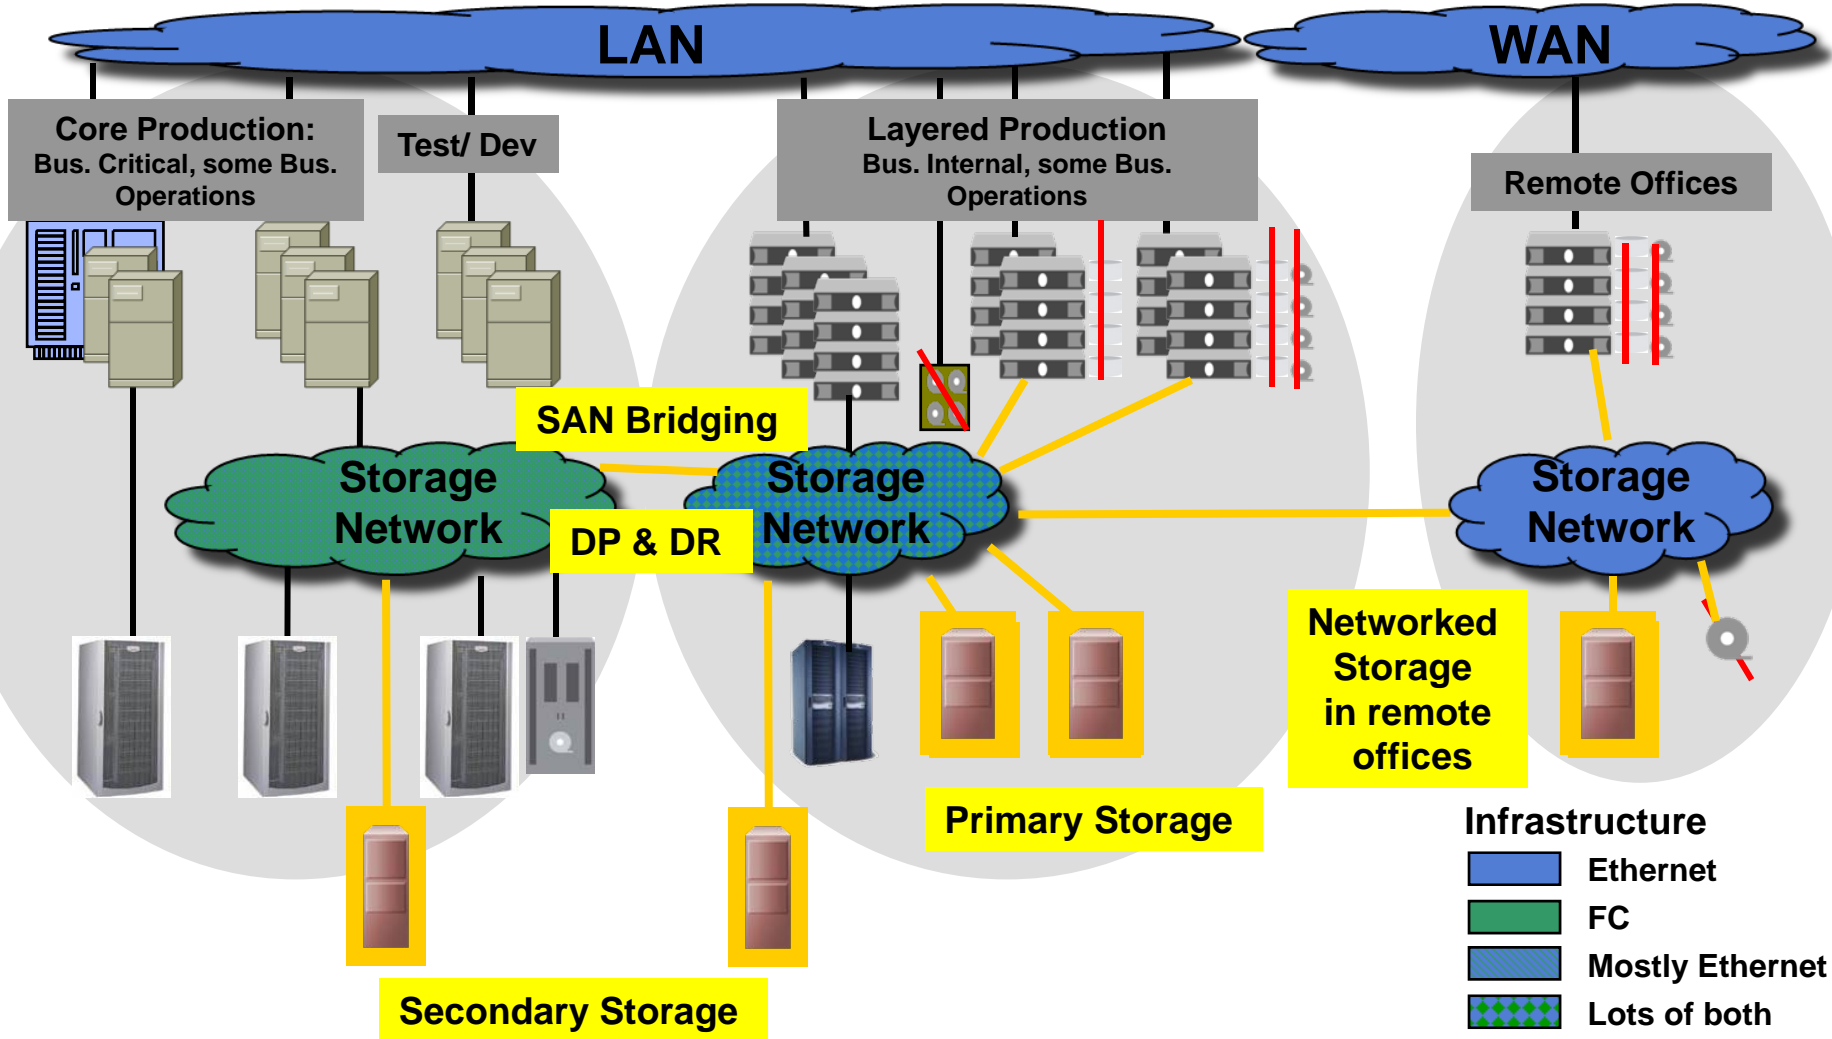 LAN
WAN
Core Production:
Bus. Critical, some Bus.
Operations
Test/ Dev
Layered Production
Bus. Internal, some Bus.
Operations
Remote Offices
SAN Bridging
Storage
Network
DP & DR
Storage
Network
Storage
Network
Networked
Storage
in remote
offices
Primary Storage
Secondary Storage
Infrastructure
Ethernet
FC
Mostly Ethernet
Lots of both